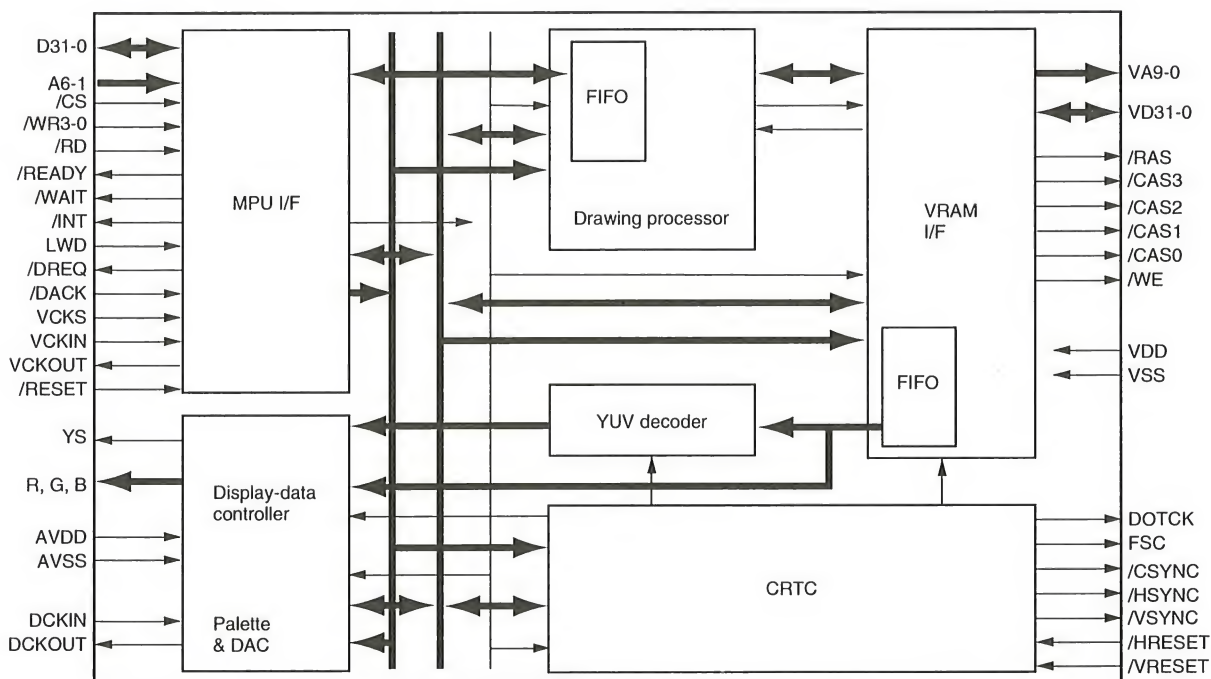 D31-0
A6-1
/CS
/WR3-0
/RD
/READY
/WAIT
/INT
LWD
/DREQ
/DACK
VCKS
VCKIN
VCKOUT
/RESET
YS
R, G, B
AVDD
AVSS
DCKIN
DCKOUT
MPU I/F
Display-data
controller
Palette
& DAC
FIFO
Drawing processor
YUV decoder
CRTC
VRAM
I/F
FIFO
VA9-0
VD31-0
/RAS
/CAS3
/CAS2
/CAS1
/CAS0
/WE
VDD
VSS
DOTCK
FSC
/CSYNC
/HSYNC
/VSYNC
/HRESET
/VRESET